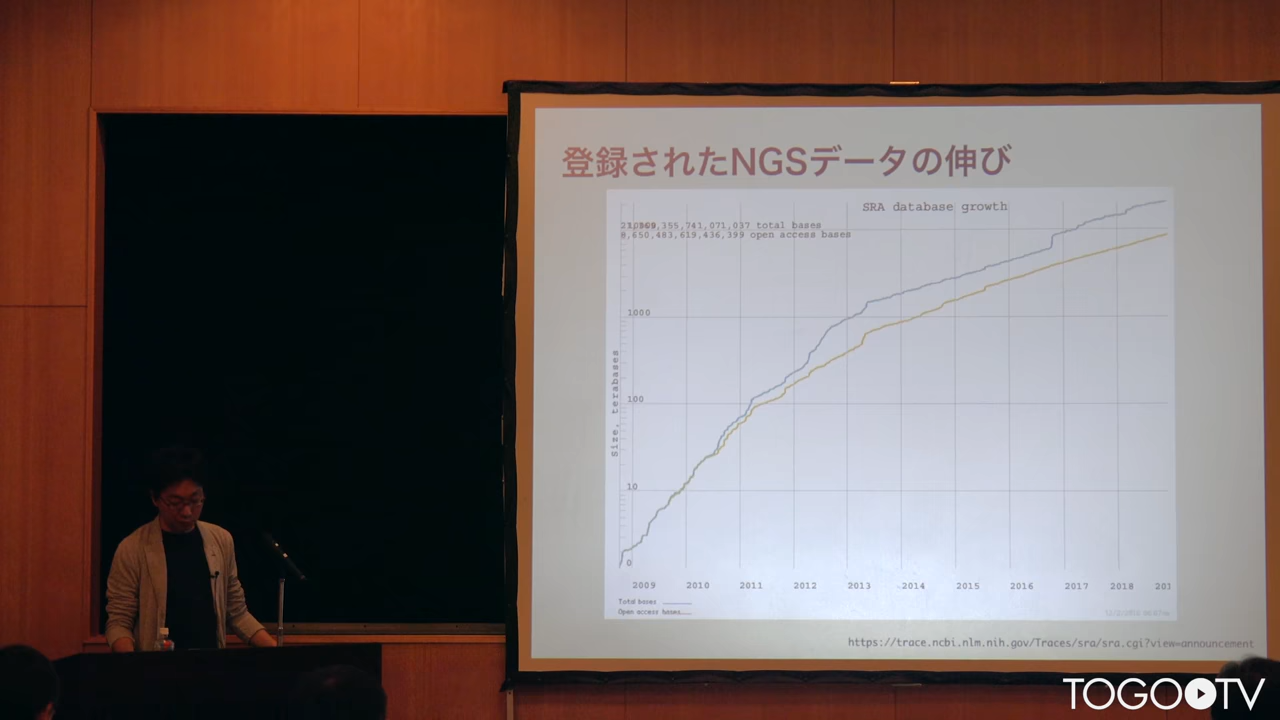 登録されたNGSデータの伸び
SRA database growth
355,741,071,037 total bases
8,650,483,619,436,399 open access bases
Size, terabases
1000
100
10
0
2009 2010 2011 2012 2013 2014 2015 2016 2017 2018 201
Total bases
Open access bases
https://trace.ncbi.nlm.nih.gov/Traces/sra/sra.cgi?view=announcement
TOGOTV